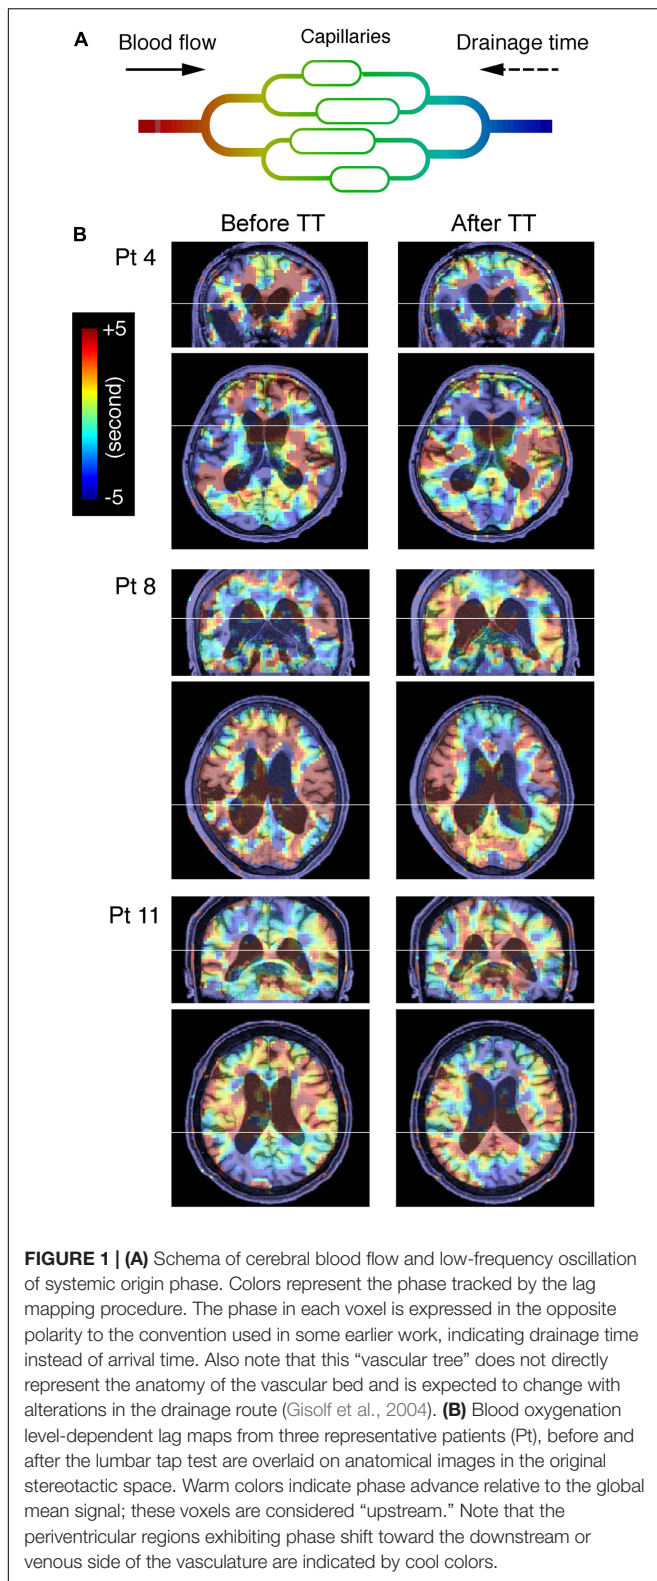 A
Blood flow
Capillaries
Drainage time
B
Before TT
After TT
Pt 4
+5
(second)
-5
Pt 8
Pt 11
FIGURE 1 | (A) Schema of cerebral blood flow and low-frequency oscillation
of systemic origin phase. Colors represent the phase tracked by the lag
mapping procedure. The phase in each voxel is expressed in the opposite
polarity to the convention used in some earlier work, indicating drainage time
instead of arrival time. Also note that this “vascular tree” does not directly
represent the anatomy of the vascular bed and is expected to change with
alterations in the drainage route (Gisolf et al., 2004). (B) Blood oxygenation
level-dependent lag maps from three representative patients (Pt), before and
after the lumbar tap test are overlaid on anatomical images in the original
stereotactic space. Warm colors indicate phase advance relative to the global
mean signal; these voxels are considered “upstream.” Note that the
periventricular regions exhibiting phase shift toward the downstream or
venous side of the vasculature are indicated by cool colors.